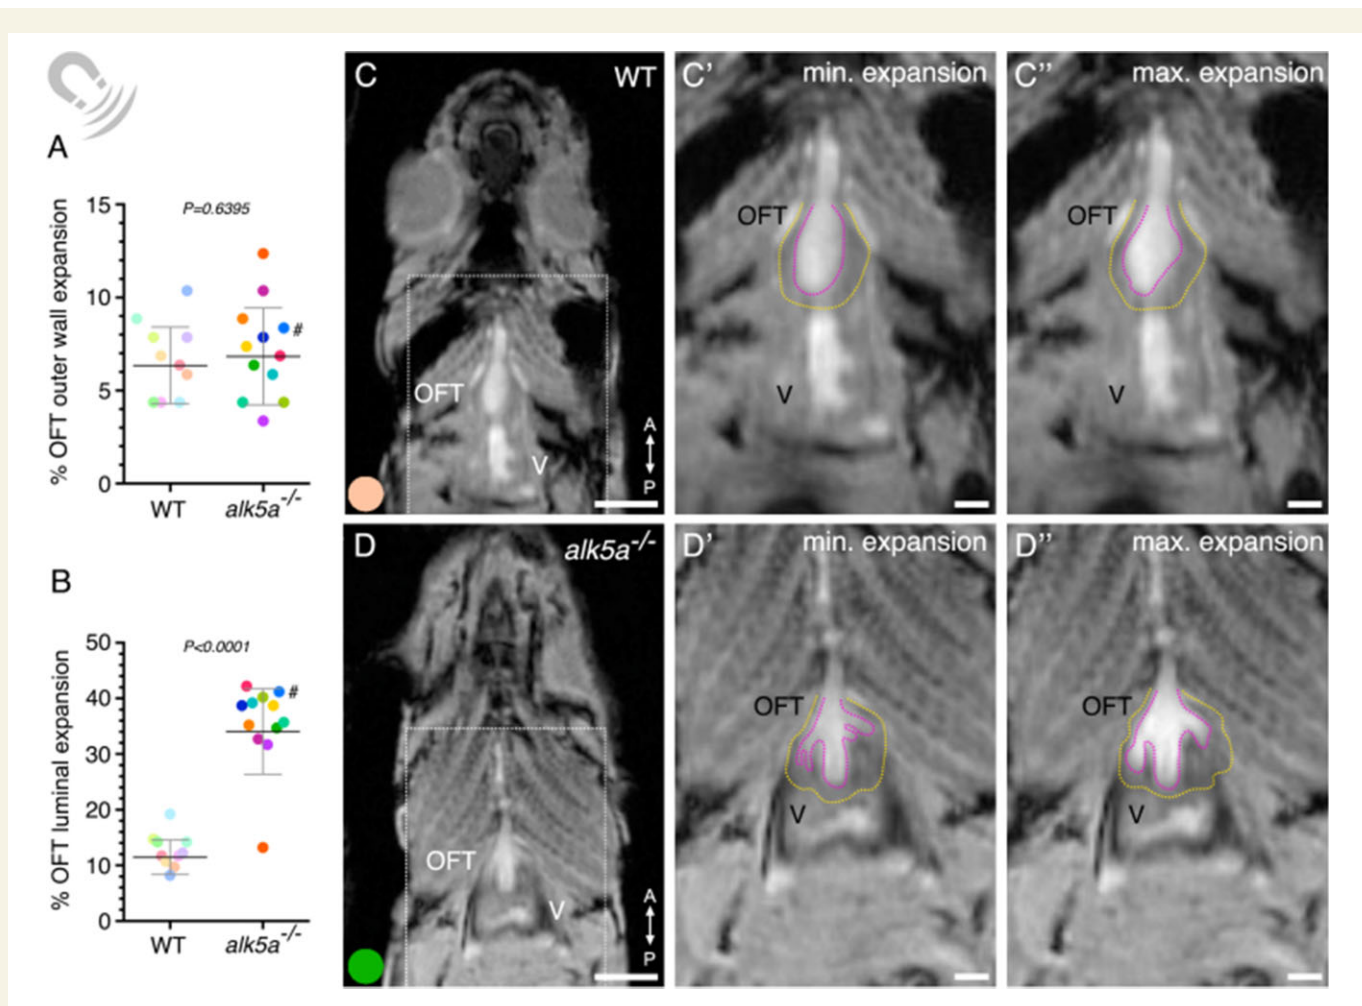 A
% OFT outer wall expansion
P=0.6395
15
10
5
0
#
WT
alk5a-/-
B
% OFT luminal expansion
P<0.0001
50
40
30
20
10
0
#
WT
alk5a-/-
C
WT
OFT
V
A
P
C'
min. expansion
OFT
V
C''
max. expansion
OFT
V
D
alk5a-/-
OFT
V
A
P
D'
min. expansion
OFT
V
D''
max. expansion
OFT
V